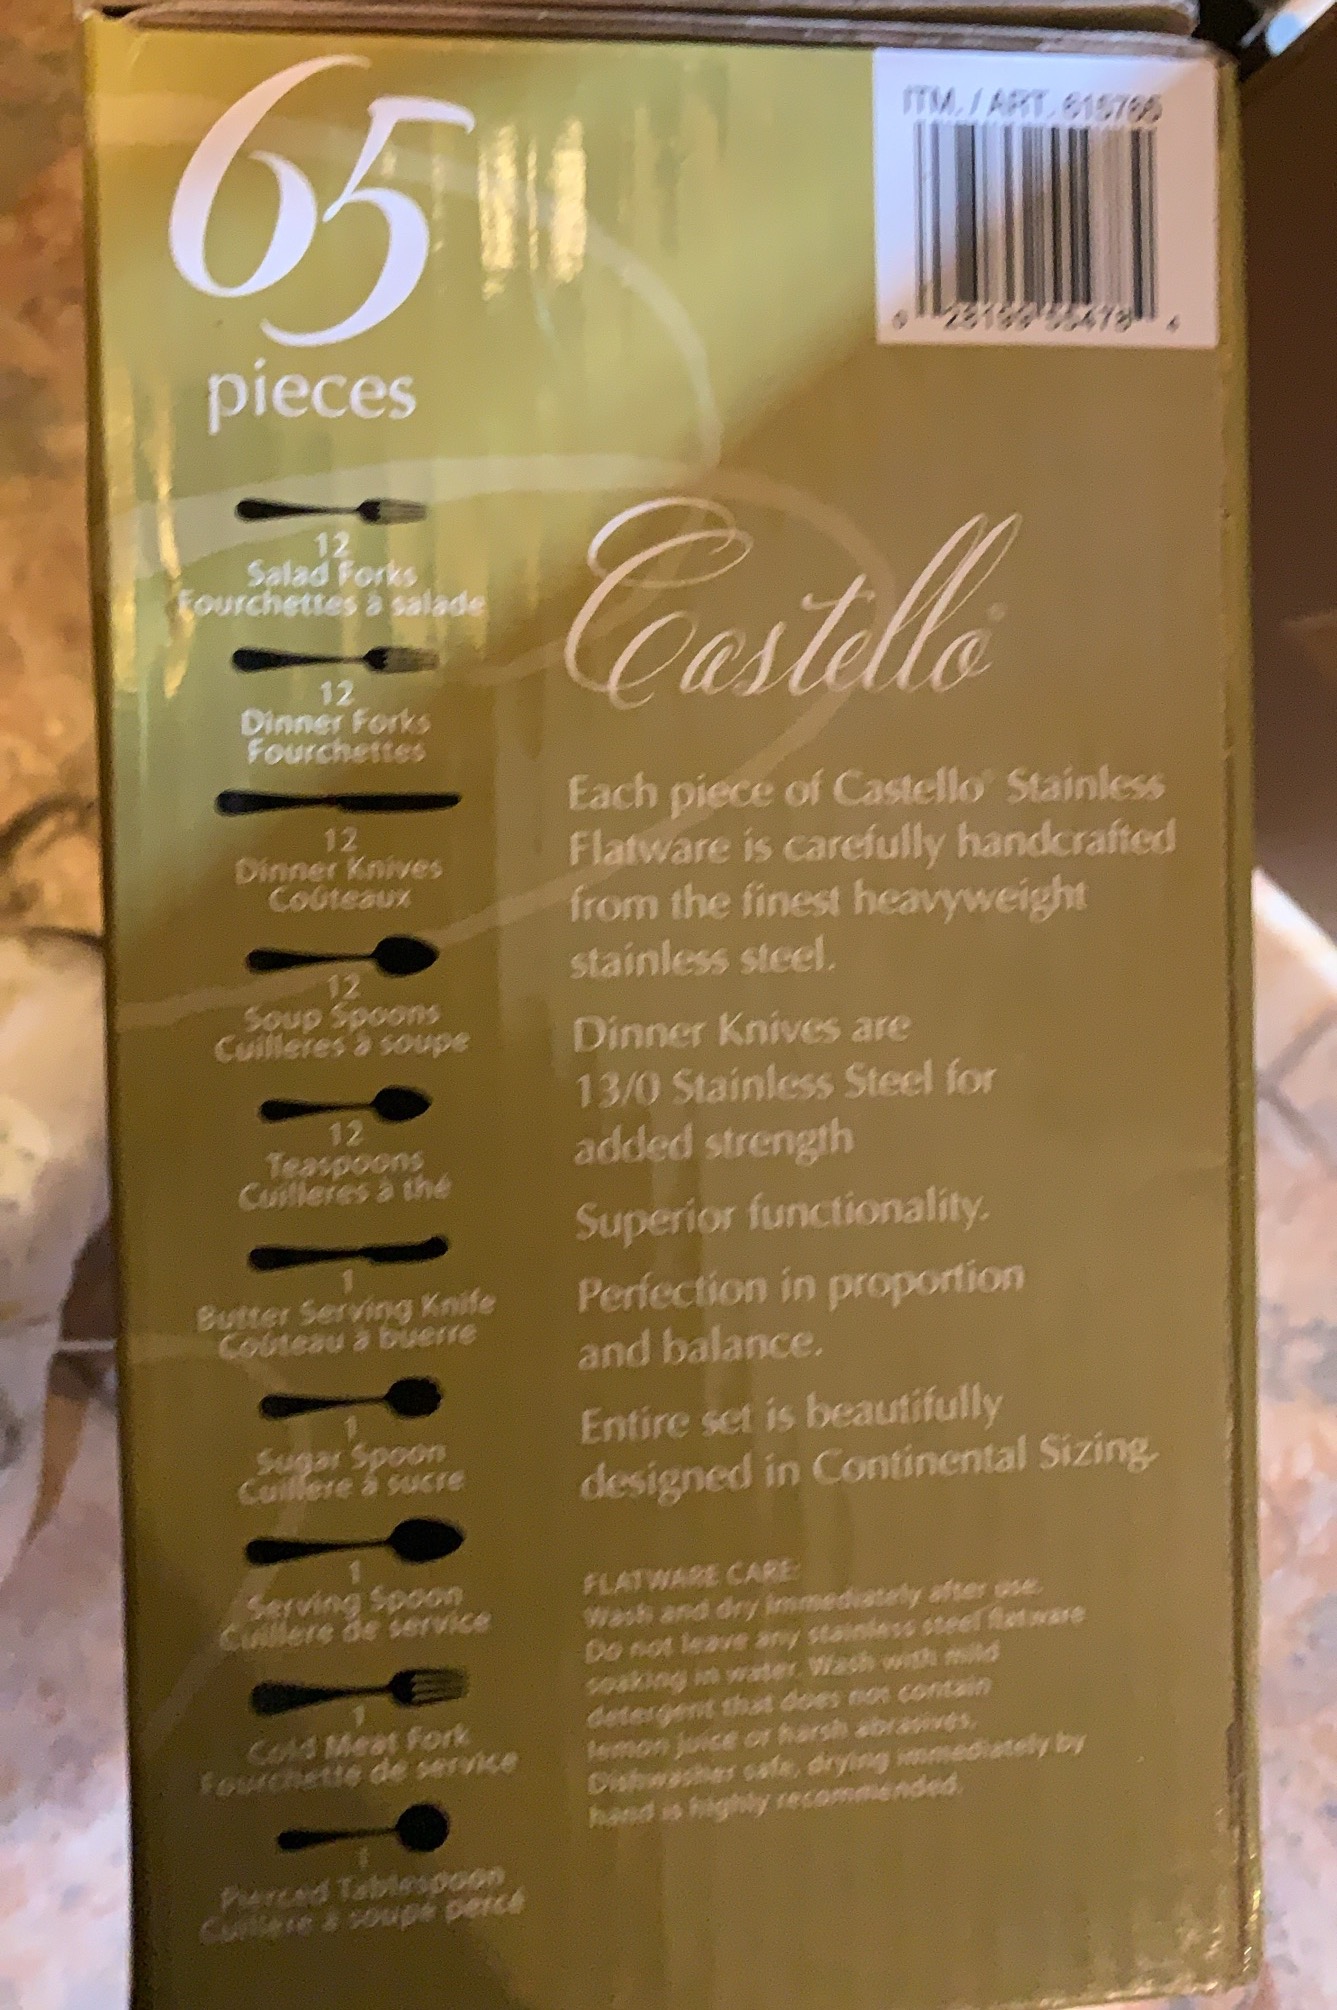 65
pieces
12
Salad Forks
Fourchettes à salade
12
Dinner Forks
Fourchettes
12
Dinner Knives
Coûteaux
12
Soup Spoons
Cuilleres à soupe
12
Teaspoons
Cuilleres à thé
1
Butter Serving Knife
Coûteau à buerre
1
Sugar Spoon
Cuillere à sucre
1
Serving Spoon
Cuillere de service
1
Cold Meat Fork
Fourchette de service
1
Pierced Tablespoon
Cuillere à soupe percé
ITM. / ART. 615765
0 28199 55478 4
Castello®
Each piece of Castello® Stainless
Flatware is carefully handcrafted
from the finest heavyweight
stainless steel.
Dinner Knives are
13/0 Stainless Steel for
added strength
Superior functionality.
Perfection in proportion
and balance.
Entire set is beautifully
designed in Continental Sizing.
FLATWARE CARE:
Wash and dry immediately after use.
Do not leave any stainless steel flatware
soaking in water. Wash with mild
detergent that does not contain
lemon juice or harsh abrasives.
Dishwasher safe, drying immediately by
hand is highly recommended.